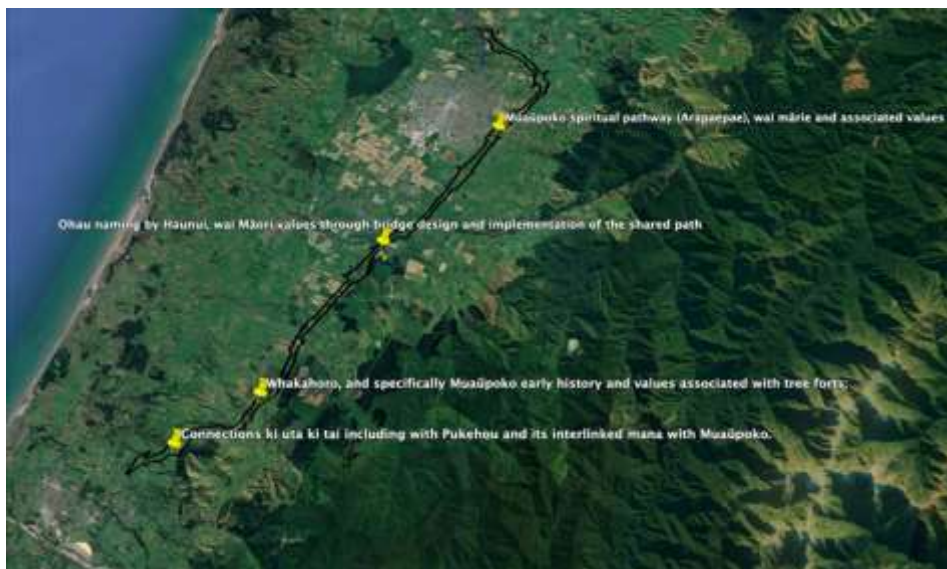 Muaūpoko spiritual pathway (Arapaepae), wai mārie and associated values
Ohau naming by Haunui, wai Māori values through bridge design and implementation of the shared path
Whakahoro, and specifically Muaūpoko early history and values associated with tree forts;
Connections ki uta ki tai including with Pukehou and its interlinked mana with Muaūpoko.